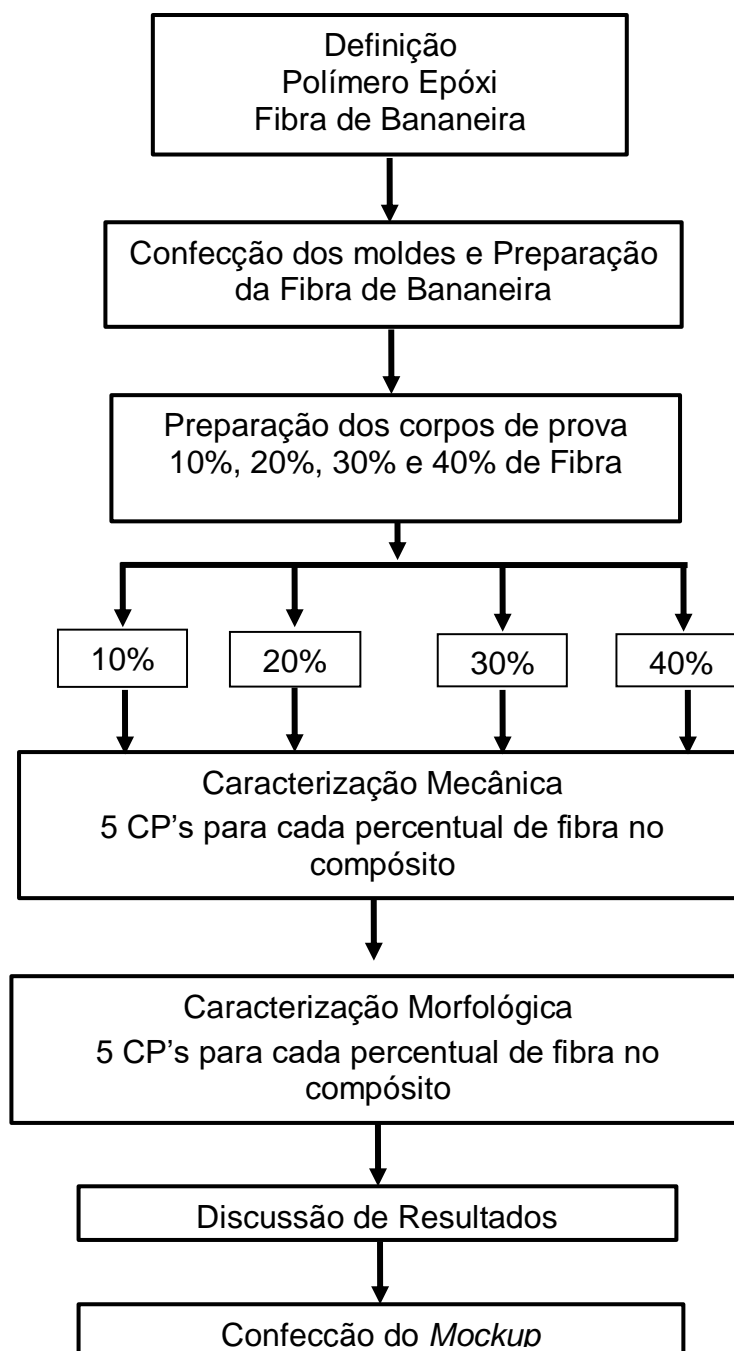 Definição
Polímero Epóxi
Fibra de Bananeira
Confecção dos moldes e Preparação
da Fibra de Bananeira
Preparação dos corpos de prova
10%, 20%, 30% e 40% de Fibra
10%
20%
30%
40%
Caracterização Mecânica
5 CP’s para cada percentual de fibra no
compósito
Caracterização Morfológica
5 CP’s para cada percentual de fibra no
compósito
Discussão de Resultados
Confecção do Mockup